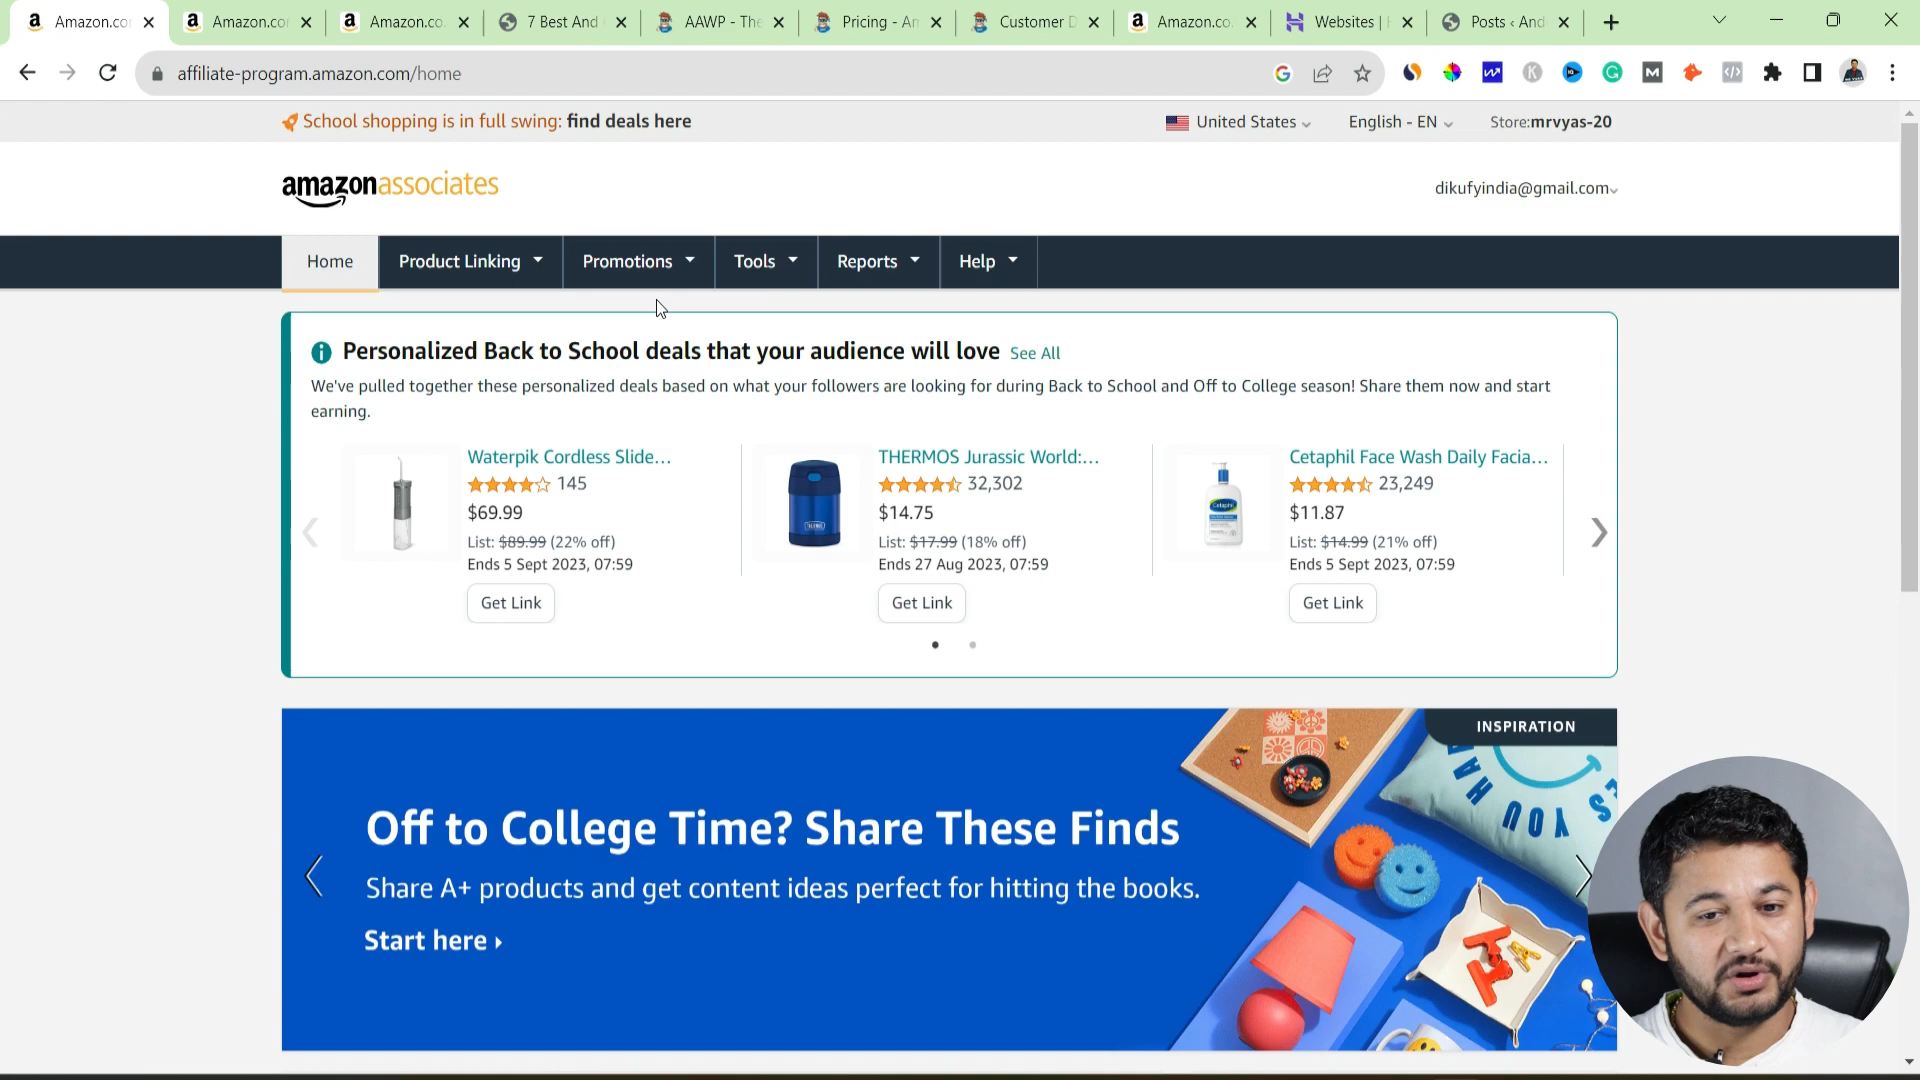 Amazon.co
Amazon.co
Amazon.co.
7 Best And
AAWP - The
Pricing - An
Customer D
Amazon.co.
Websites |
Posts ‹ And
affiliate-program.amazon.com/home
School shopping is in full swing: find deals here
United States
English - EN
Store:mrvyas-20
amazonassociates
dikufyindia@gmail.com
Home
Product Linking
Promotions
Tools
Reports
Help
Personalized Back to School deals that your audience will love See All
We've pulled together these personalized deals based on what your followers are looking for during Back to School and Off to College season! Share them now and start
earning.
Waterpik Cordless Slide...
145
$69.99
List: $89.99 (22% off)
Ends 5 Sept 2023, 07:59
Get Link
THERMOS Jurassic World:...
32,302
$14.75
List: $17.99 (18% off)
Ends 27 Aug 2023, 07:59
Get Link
Cetaphil Face Wash Daily Facia...
23,249
$11.87
List: $14.99 (21% off)
Ends 5 Sept 2023, 07:59
Get Link
INSPIRATION
Off to College Time? Share These Finds
Share A+ products and get content ideas perfect for hitting the books.
Start here